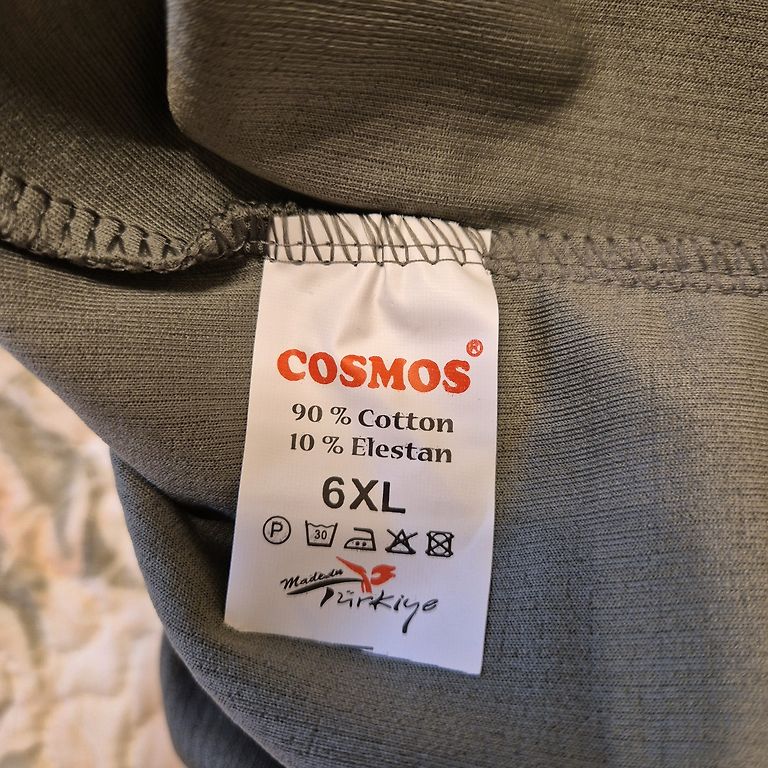 COSMOS®
90 % Cotton
10 % Elestan
6XL
P 30
Made in
Türkiye